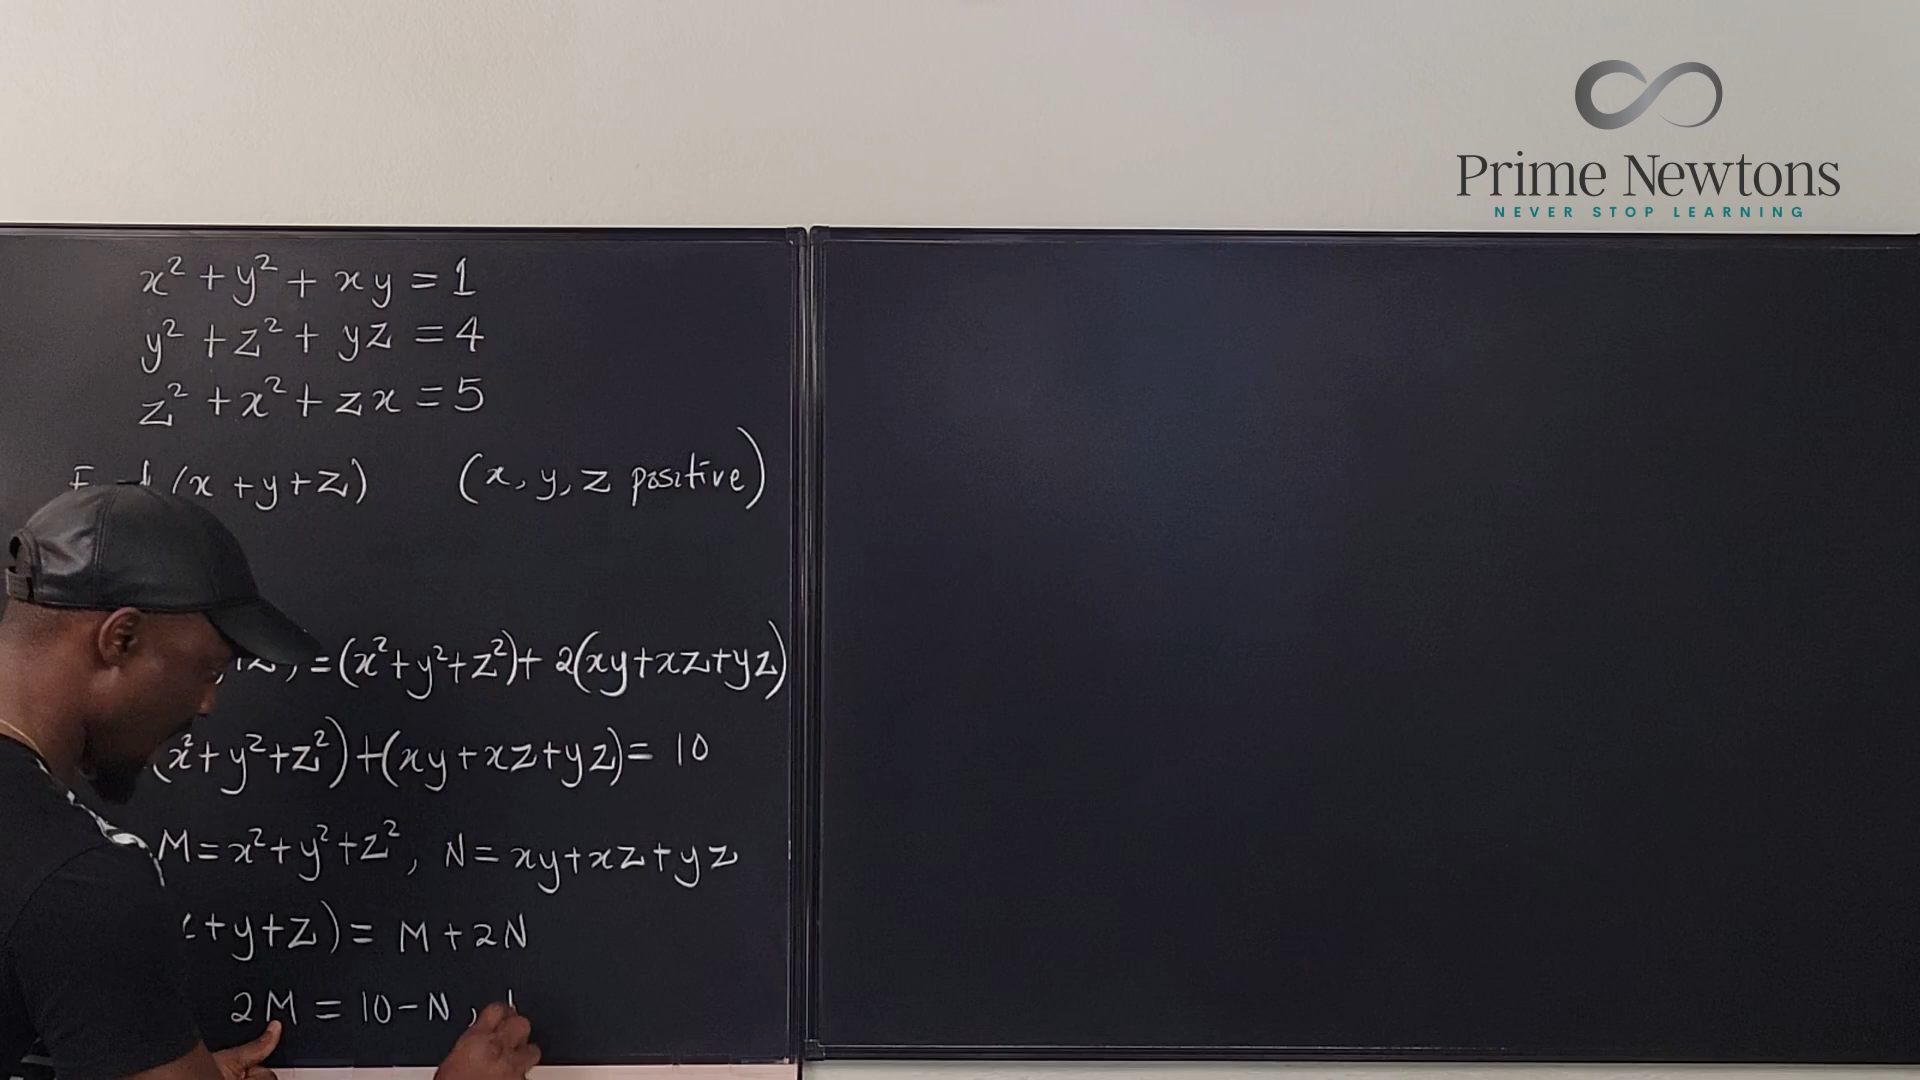 Prime Newtons
NEVER STOP LEARNING
x² + y² + xy = 1
y² + z² + yz = 4
z² + x² + zx = 5
(x + y + z) (x, y, z positive)
= (x² + y² + z²) + 2(xy + xz + yz)
(x² + y² + z²) + (xy + xz + yz) = 10
M = x² + y² + z², N = xy + xz + yz
+ y + z) = M + 2N
2M = 10 - N,